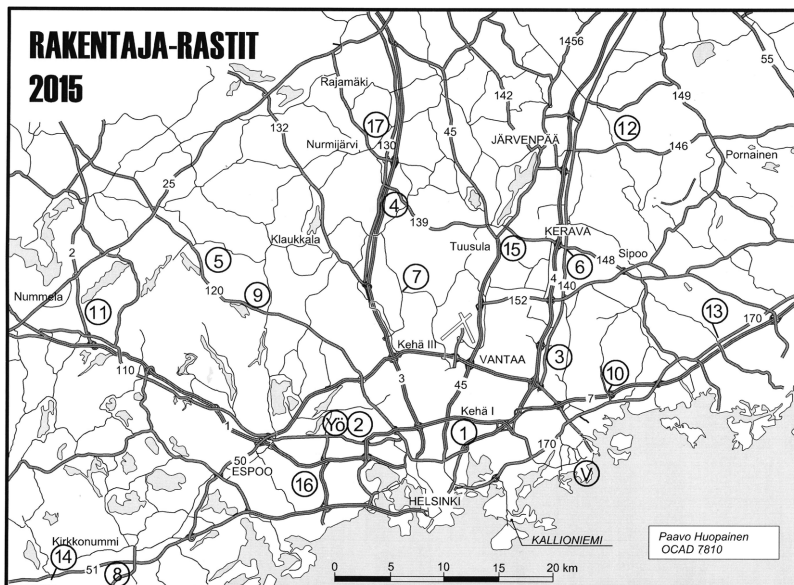 RAKENTAJA-RASTIT
2015
1456
55
Rajamäki
142
149
132
17
45
12
Nurmijärvi
130
JÄRVENPÄÄ
146
Pornainen
25
4
139
2
Klaukkala
5
Tuusula
15
KERAVA
Sipoo
148
6
7
4
140
Nummela
120
9
152
11
13
170
Kehä III
VANTAA
3
110
3
45
10
7
1
Yö
2
Kehä I
1
170
50
ESPOO
V
16
HELSINKI
KALLIONIEMI
Kirkkonummi
14
51
8
Paavo Huopainen
OCAD 7810
0 5 10 20 km